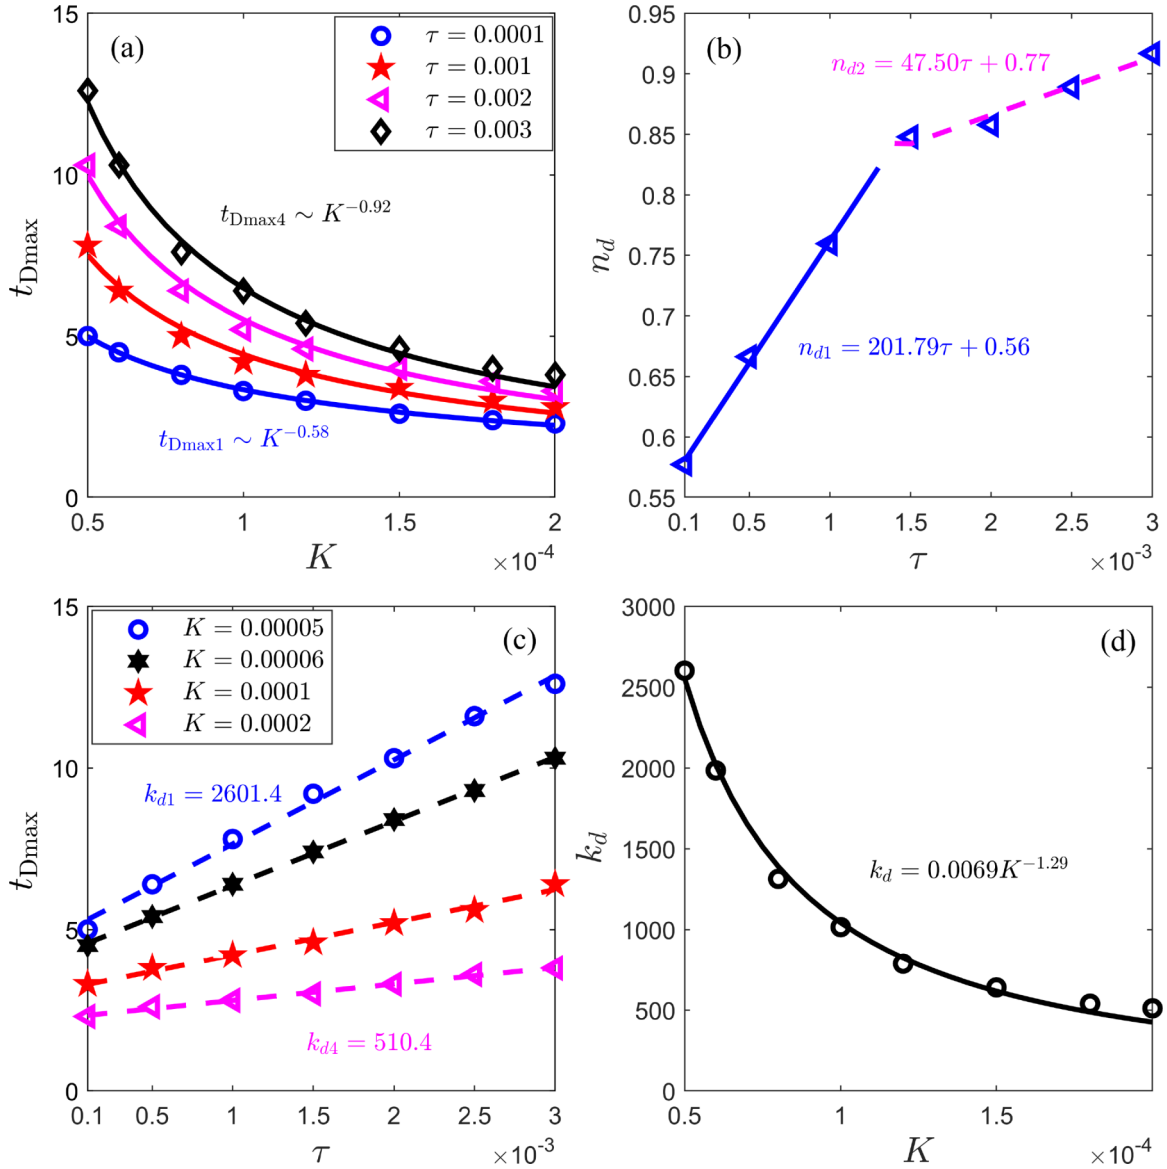 (a)
τ = 0.0001
τ = 0.001
τ = 0.002
τ = 0.003
t_Dmax4 ∼ K^−0.92
t_Dmax1 ∼ K^−0.58
t_Dmax
15
10
5
0
0.5 1 1.5 2
K
×10^-4
(b)
n_d2 = 47.50τ + 0.77
n_d1 = 201.79τ + 0.56
n_d
0.95
0.9
0.85
0.8
0.75
0.7
0.65
0.6
0.55
0.1 0.5 1 1.5 2 2.5 3
τ
×10^-3
(c)
K = 0.00005
K = 0.00006
K = 0.0001
K = 0.0002
k_d1 = 2601.4
k_d4 = 510.4
t_Dmax
15
10
5
0
0.1 0.5 1 1.5 2 2.5 3
τ
×10^-3
(d)
k_d = 0.0069K^−1.29
k_d
3000
2500
2000
1500
1000
500
0
0.5 1 1.5 2
K
×10^-4